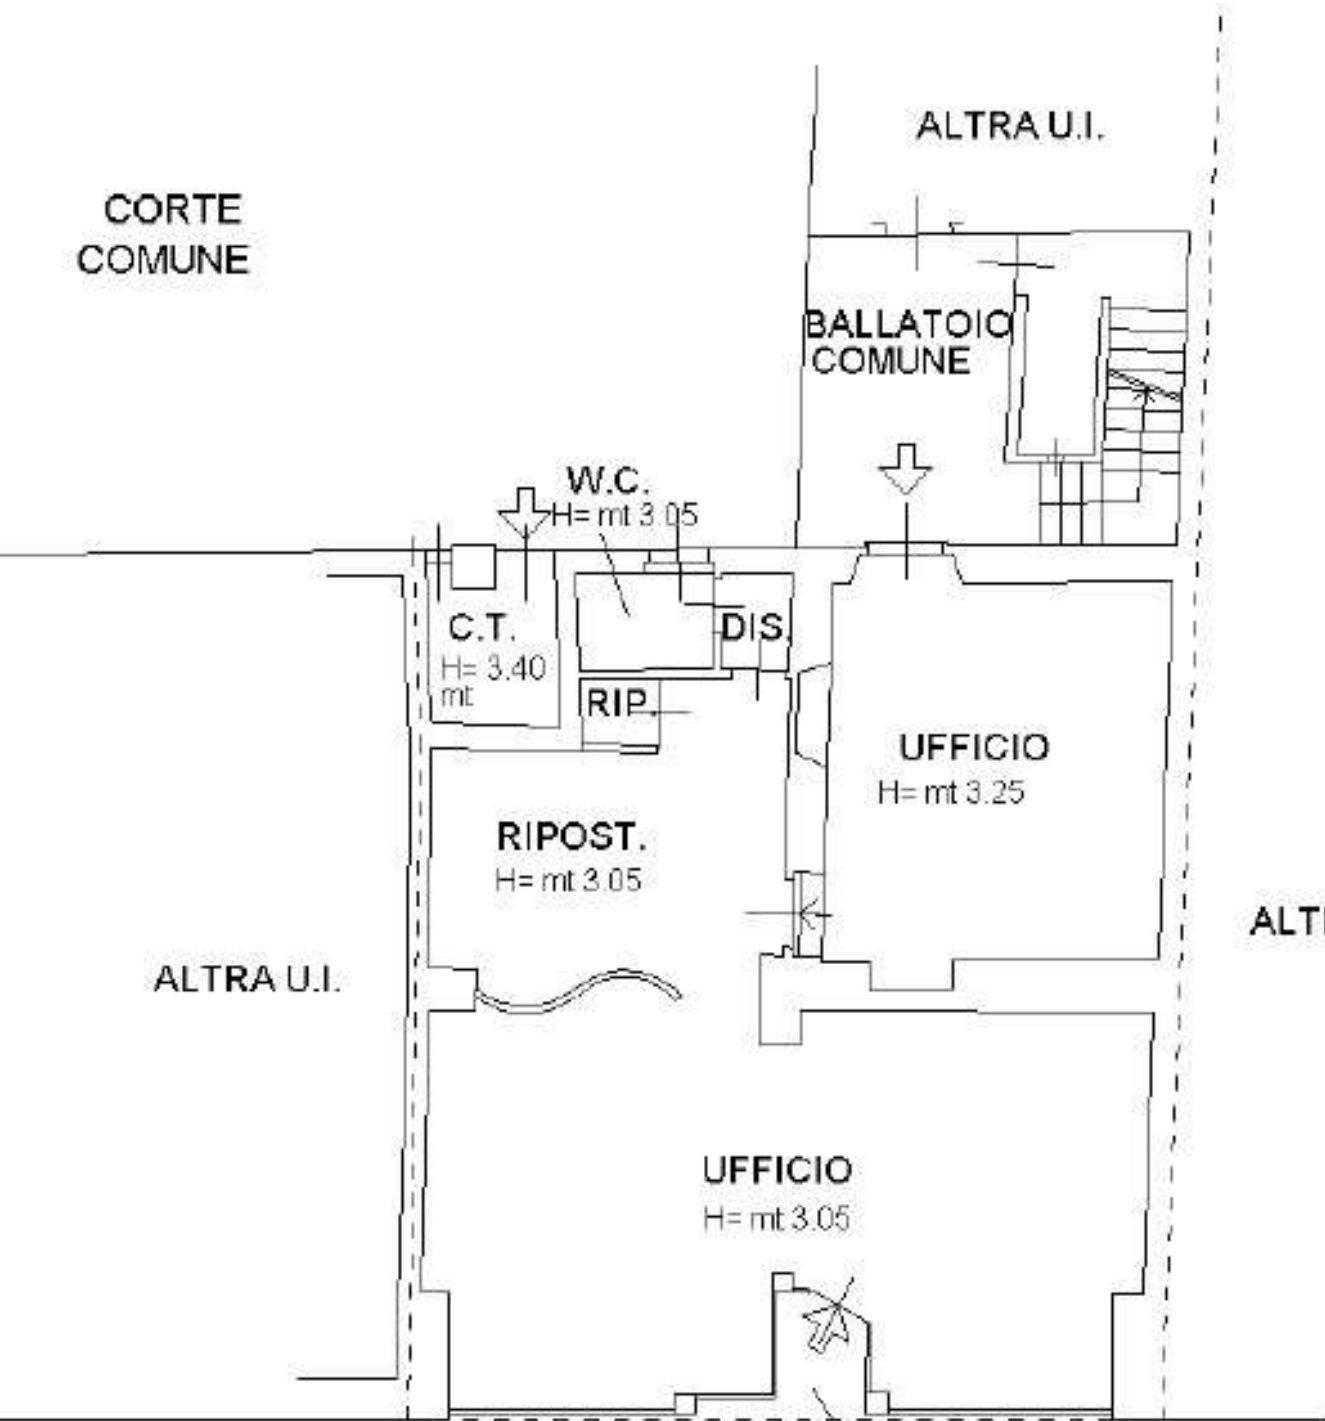 ALTRA U.I.
CORTE
COMUNE
BALLATOIO
COMUNE
W.C.
H= mt 3.05
C.T.
H= 3.40
mt
DIS.
RIP.
UFFICIO
H= mt 3.25
RIPOST.
H= mt 3.05
ALTRA U.I.
UFFICIO
H= mt 3.05